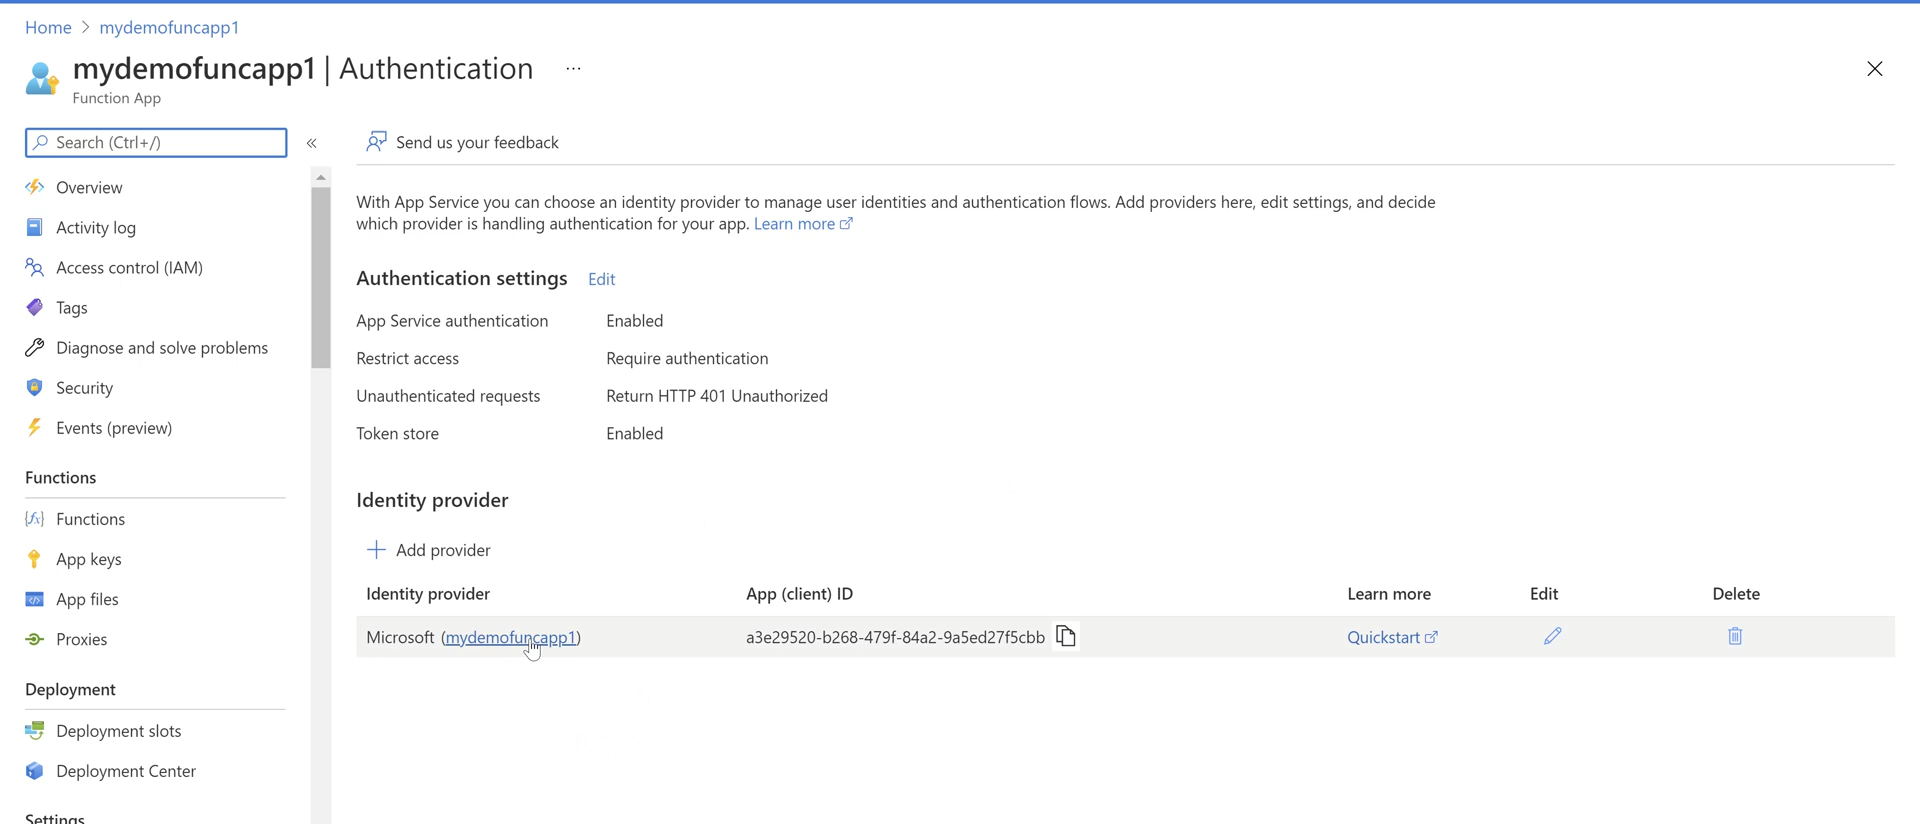 Home > mydemofuncapp1
mydemofuncapp1 | Authentication ...
Function App
Search (Ctrl+/)
«
Overview
Activity log
Access control (IAM)
Tags
Diagnose and solve problems
Security
Events (preview)
Functions
Functions
App keys
App files
Proxies
Deployment
Deployment slots
Deployment Center
Settings
Send us your feedback
With App Service you can choose an identity provider to manage user identities and authentication flows. Add providers here, edit settings, and decide
which provider is handling authentication for your app. Learn more
Authentication settings Edit
App Service authentication Enabled
Restrict access Require authentication
Unauthenticated requests Return HTTP 401 Unauthorized
Token store Enabled
Identity provider
Add provider
Identity provider App (client) ID Learn more Edit Delete
Microsoft (mydemofuncapp1) a3e29520-b268-479f-84a2-9a5ed27f5cbb Quickstart